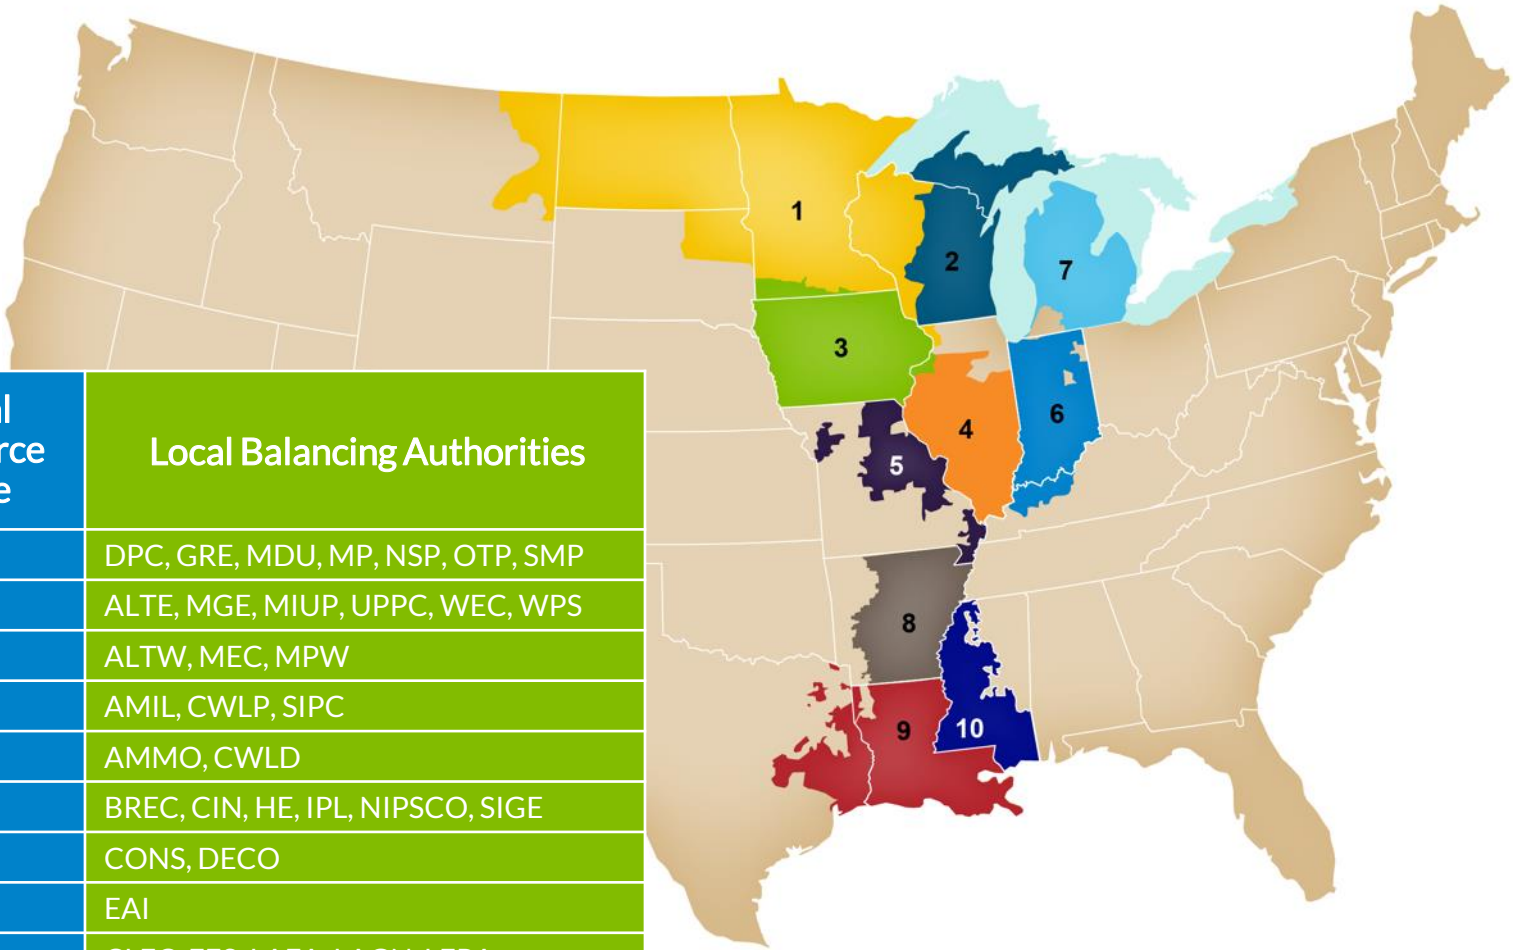 1
2
7
3
6
4
5
Local Balancing Authorities
DPC, GRE, MDU, MP, NSP, OTP, SMP
ALTE, MGE, MIUP, UPPC, WEC, WPS
8
ALTW, MEC, MPW
AMIL, CWLP, SIPC
9
10
AMMO, CWLD
BREC, CIN, HE, IPL, NIPSCO, SIGE
CONS, DECO
EAI